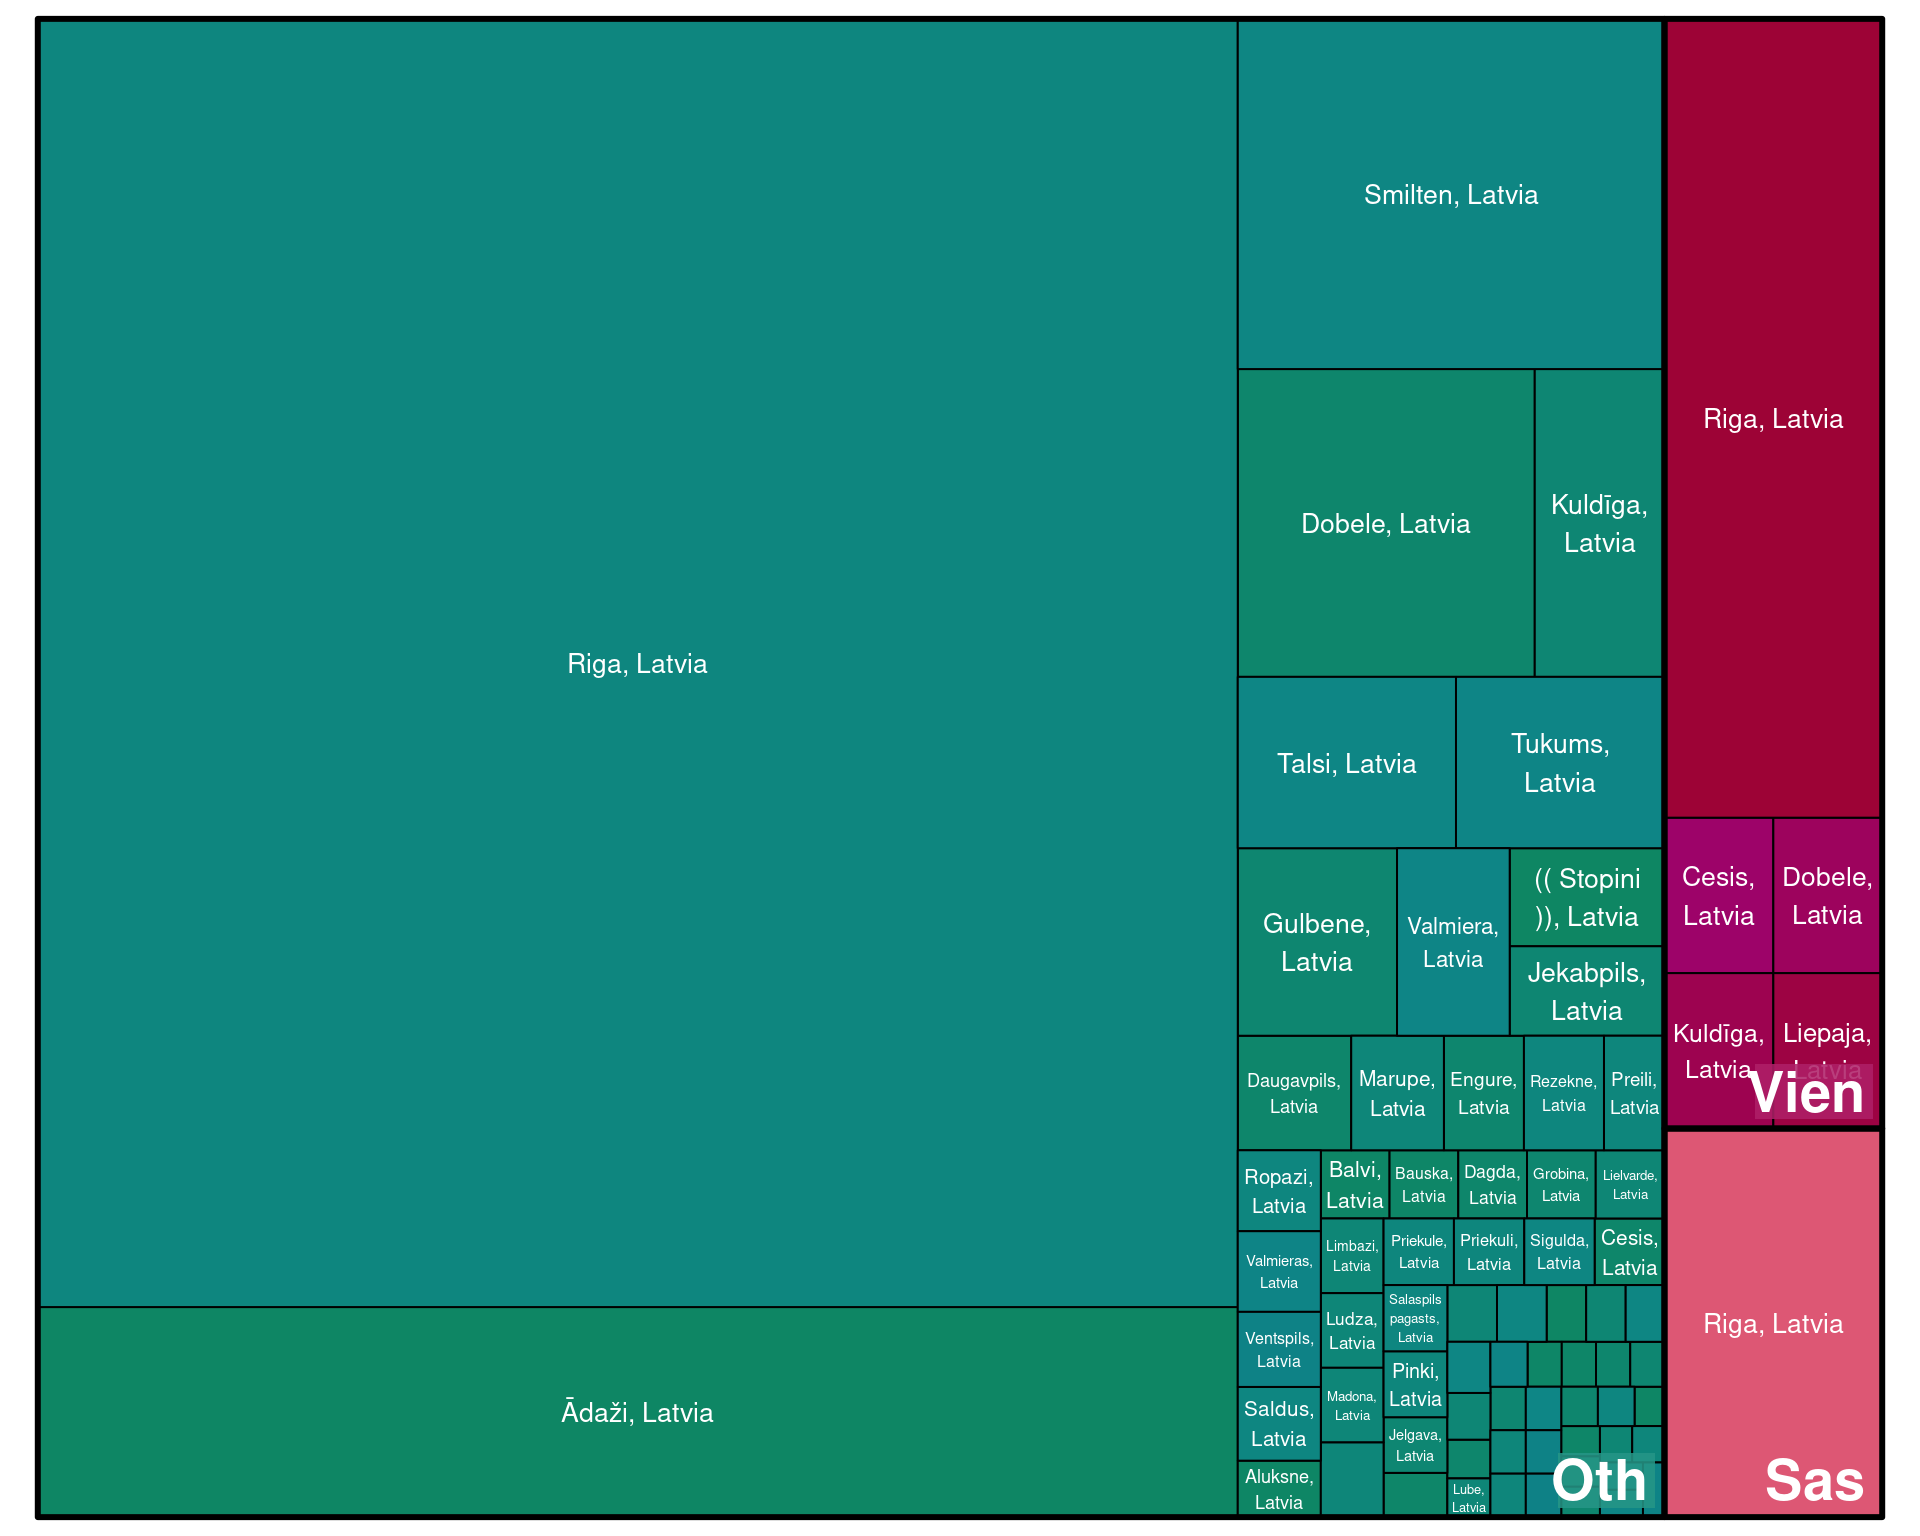 Riga, Latvia
Ādaži, Latvia
Smilten, Latvia
Dobele, Latvia
Kuldīga,
Latvia
Talsi, Latvia
Tukums,
Latvia
Gulbene,
Latvia
Valmiera,
Latvia
(( Stopini
)), Latvia
Jekabpils,
Latvia
Daugavpils,
Latvia
Marupe,
Latvia
Engure,
Latvia
Rezekne,
Latvia
Preili,
Latvia
Ropazi,
Latvia
Balvi,
Latvia
Bauska,
Latvia
Dagda,
Latvia
Grobina,
Latvia
Lielvarde,
Latvia
Valmieras,
Latvia
Limbazi,
Latvia
Priekule,
Latvia
Priekuli,
Latvia
Sigulda,
Latvia
Cesis,
Latvia
Ventspils,
Latvia
Ludza,
Latvia
Salaspils
pagasts,
Latvia
Pinki,
Latvia
Saldus,
Latvia
Madona,
Latvia
Jelgava,
Latvia
Aluksne,
Latvia
Lube,
Latvia
Oth
Riga, Latvia
Cesis,
Latvia
Dobele,
Latvia
Kuldīga,
Latvia
Liepaja,
Latvia
Vien
Riga, Latvia
Sas